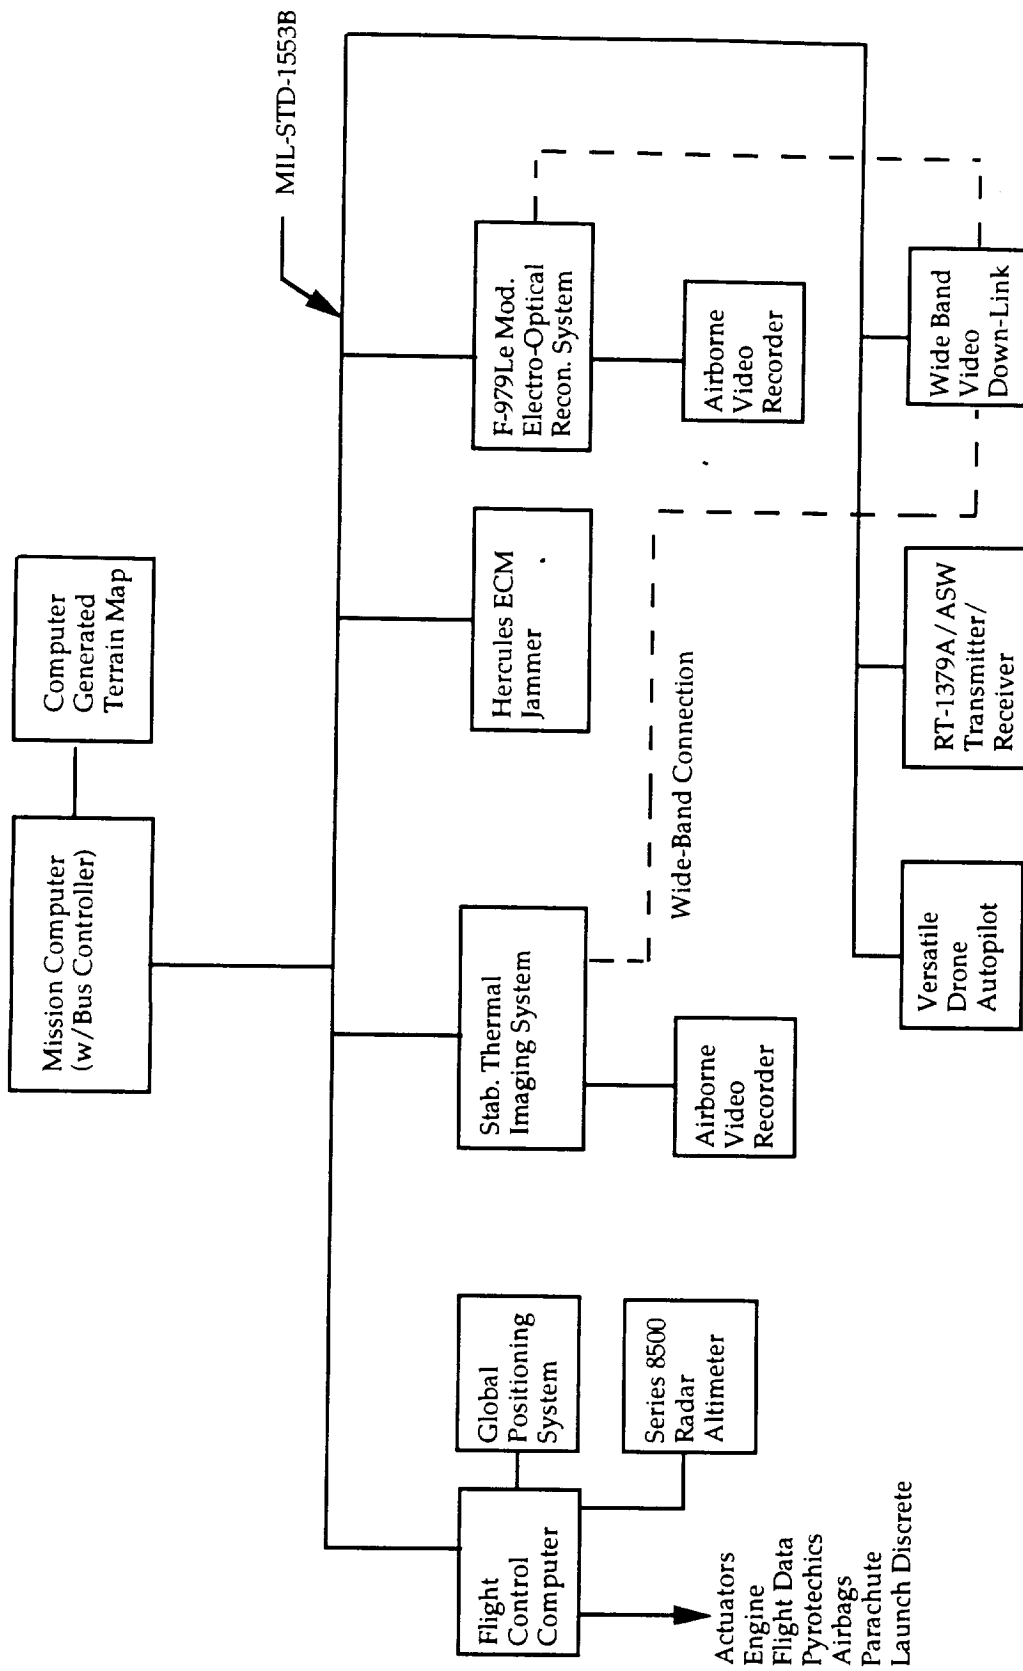 Mission Computer
(w/Bus Controller)
Computer
Generated
Terrain Map
MIL-STD-1553B
Flight
Control
Computer
Global
Positioning
System
Series 8500
Radar
Altimeter
Actuators
Engine
Flight Data
Pyrotechics
Airbags
Parachute
Launch Discrete
Stab. Thermal
Imaging System
Airborne
Video
Recorder
Hercules ECM
Jammer
F-979Le Mod.
Electro-Optical
Recon. System
Airborne
Video
Recorder
Wide-Band Connection
Versatile
Drone
Autopilot
RT-1379A/ASW
Transmitter/
Receiver
Wide Band
Video
Down-Link